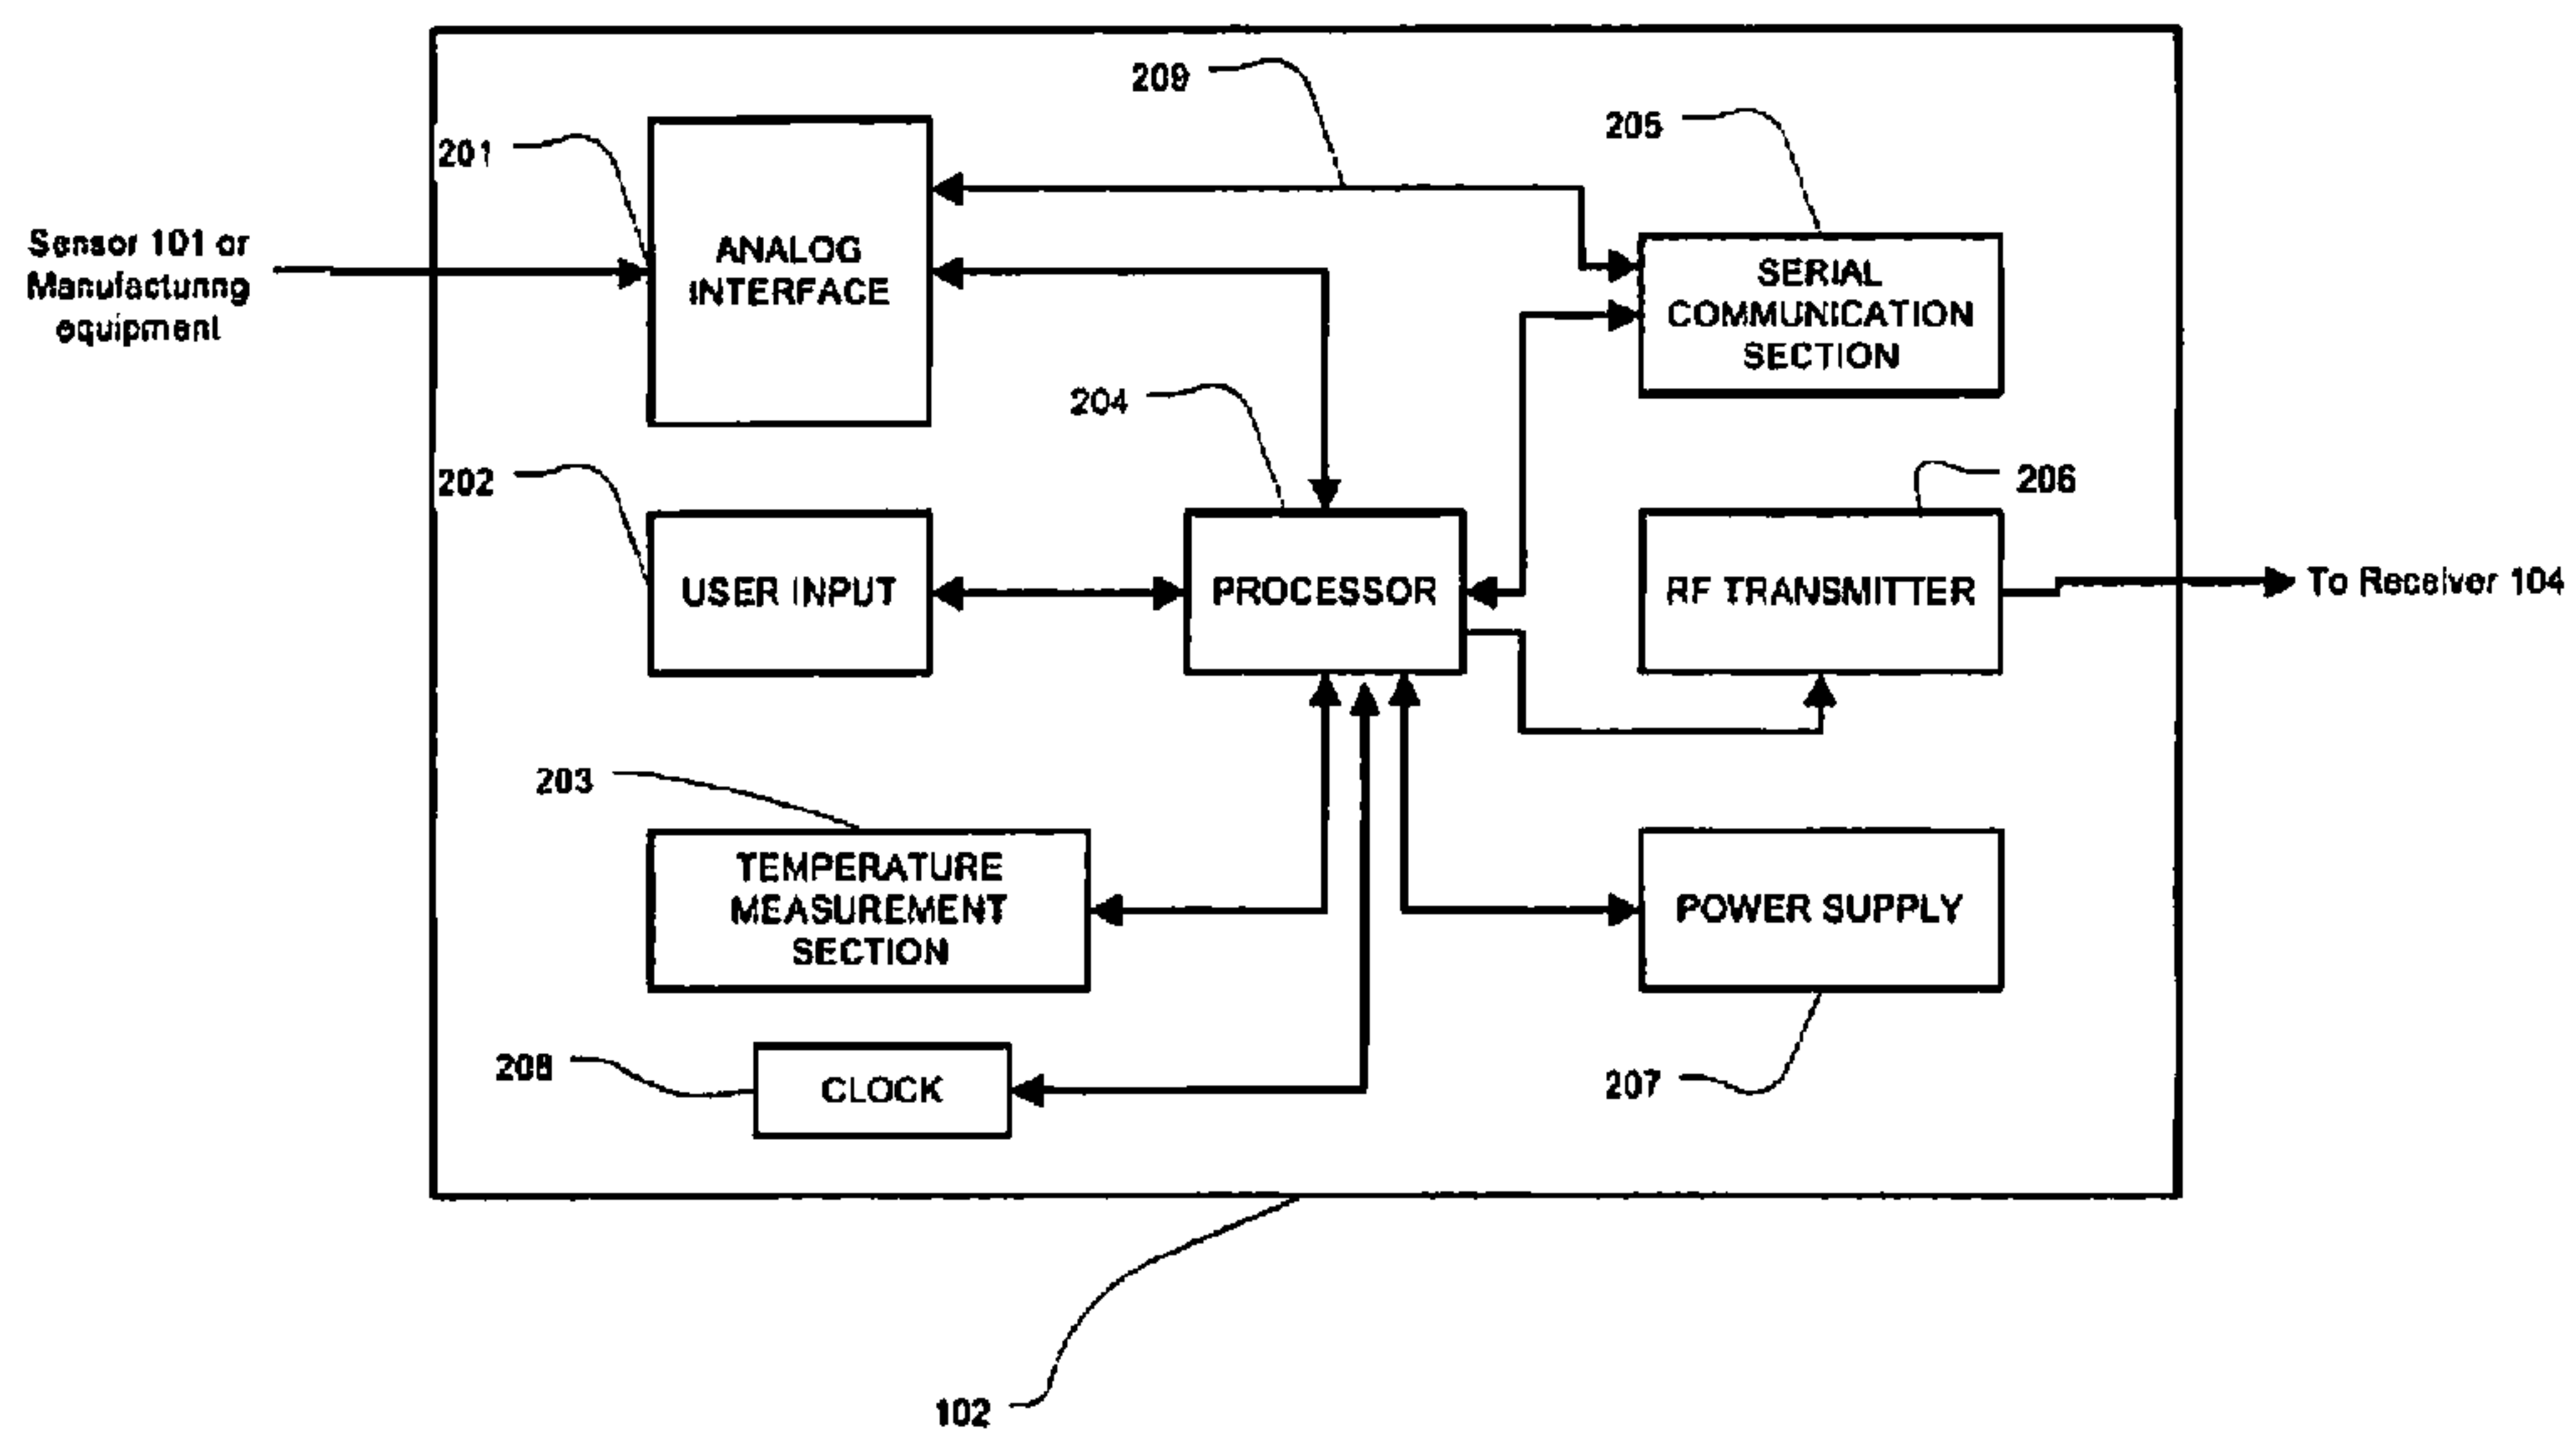 209
205
201
ANALOG
INTERFACE
Sensor 101 or
Manufacturing
equipment
SERIAL
COMMUNICATION
SECTION
204
202
206
USER INPUT
PROCESSOR
RF TRANSMITTER
To Receiver 104
203
TEMPERATURE
MEASUREMENT
SECTION
POWER SUPPLY
208
CLOCK
207
102